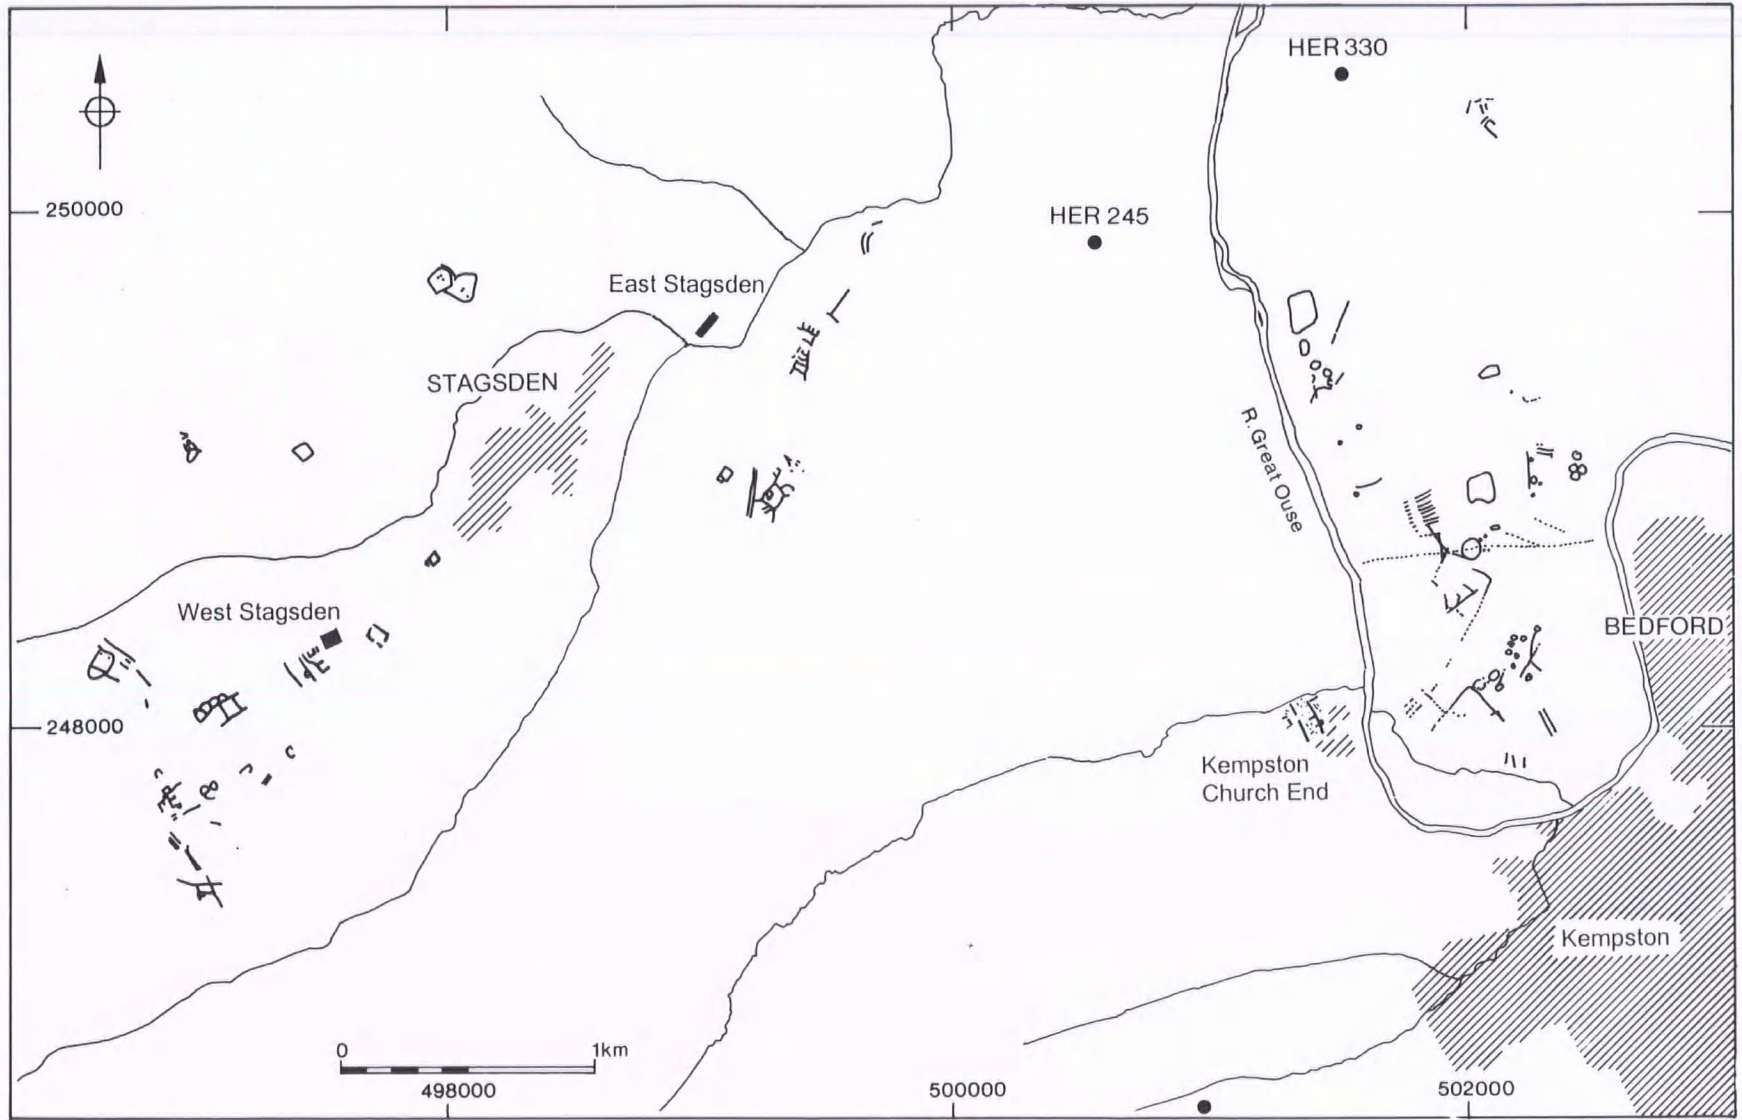 HER 330
250000
HER 245
East Stagsden
STAGSDEN
R. Great Ouse
West Stagsden
BEDFORD
248000
Kempston
Church End
Kempston
0 1km
498000 500000 502000